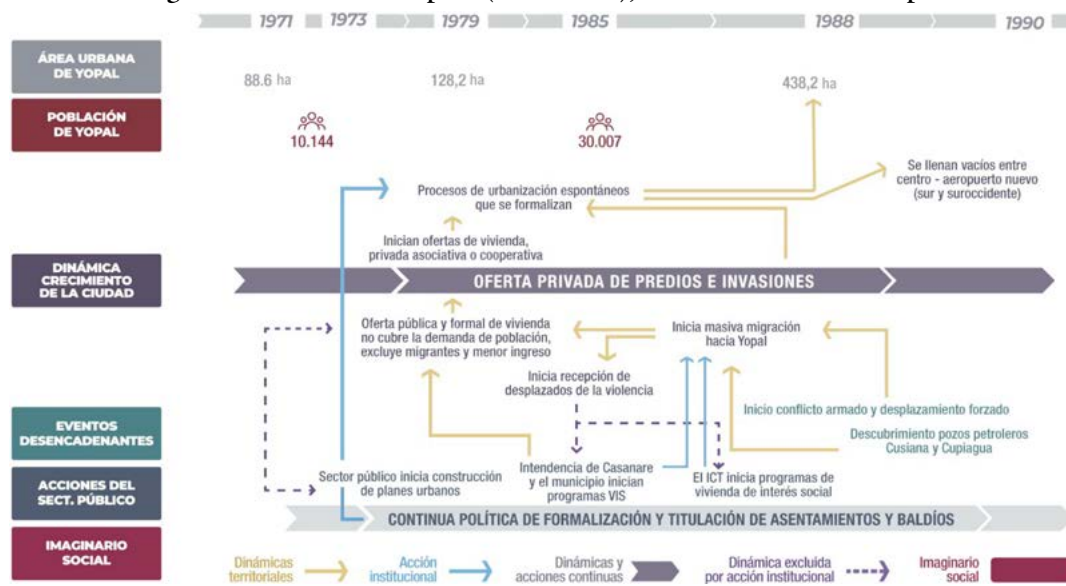 1971
1973
1979
1985
1988
1990
ÁREA URBANA
DE YOPAL
88.6 ha
128,2 ha
438,2 ha
POBLACIÓN
DE YOPAL
10.144
30.007
Procesos de urbanización espontáneos
que se formalizan
Se llenan vacíos entre
centro - aeropuerto nuevo
(sur y suroccidente)
Inician ofertas de vivienda,
privada asociativa o cooperativa
DINÁMICA
CRECIMIENTO
DE LA CIUDAD
OFERTA PRIVADA DE PREDIOS E INVASIONES
Oferta pública y formal de vivienda
no cubre la demanda de población,
excluye migrantes y menor ingreso
Inicia masiva migración
hacia Yopal
Inicia recepción de
desplazados de la violencia
EVENTOS
DESENCADENANTES
Inicio conflicto armado y desplazamiento forzado
Descubrimiento pozos petroleros
Cusiana y Cupiagua
ACCIONES DEL
SECT. PÚBLICO
Sector público inicia construcción
de planes urbanos
Intendencia de Casanare
y el municipio inician
programas VIS
El ICT inicia programas de
vivienda de interés social
CONTINUA POLÍTICA DE FORMALIZACIÓN Y TITULACIÓN DE ASENTAMIENTOS Y BALDÍOS
IMAGINARIO
SOCIAL
Dinámicas
territoriales
Acción
institucional
Dinámicas y
acciones continuas
Dinámica excluida
por acción institucional
Imaginario
social